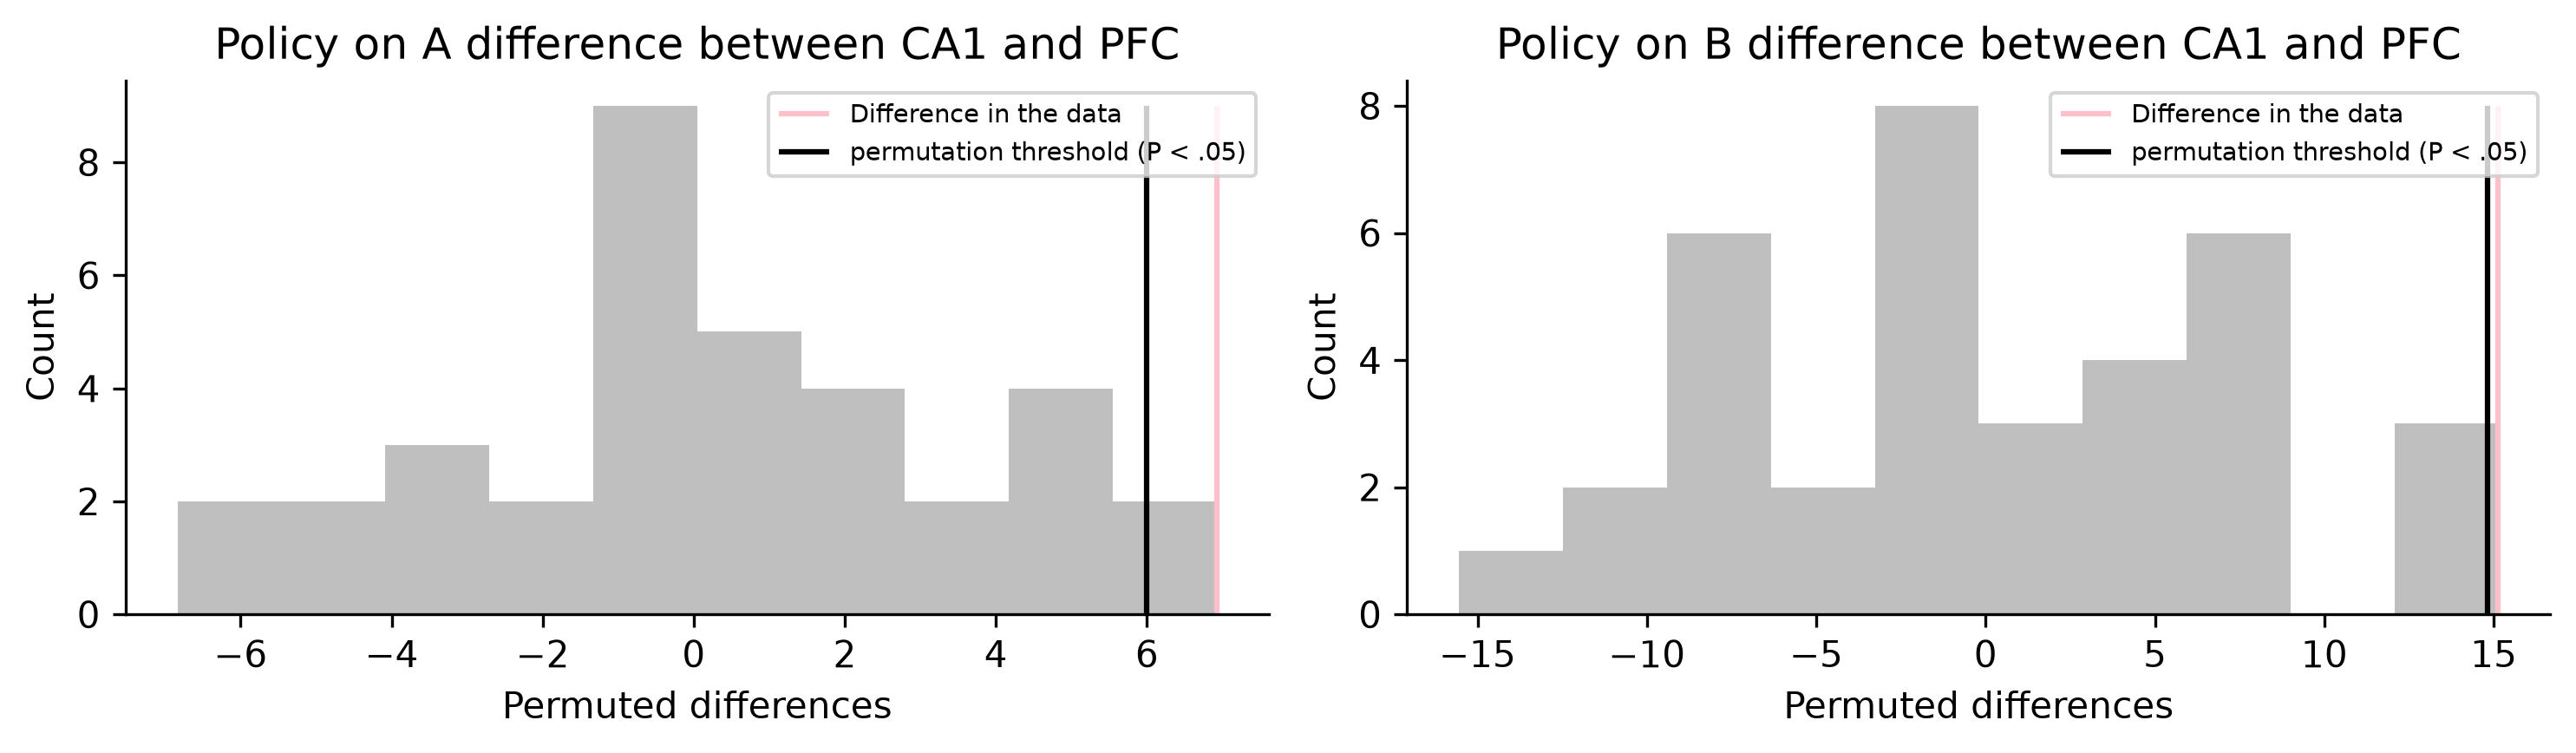 Policy on A difference between CA1 and PFC
Difference in the data
permutation threshold (P < .05)
Count
8
6
4
2
0
−6
−4
−2
0
2
4
6
Permuted differences
Policy on B difference between CA1 and PFC
Difference in the data
permutation threshold (P < .05)
Count
8
6
4
2
0
−15
−10
−5
0
5
10
15
Permuted differences